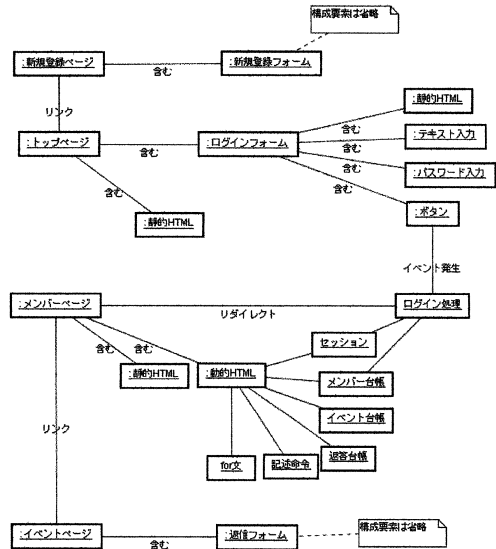 構成要素は省略
:新規登録ページ
含む
:新規登録フォーム
リンク
:静的HTML
:トップページ
含む
:ログインフォーム
含む
:テキスト入力
含む
含む
:パスワード入力
含む
含む
:静的HTML
:ボタン
イベント発生
:メンバーページ
リダイレクト
ログイン処理
セッション
含む
含む
:静的HTML
:動的HTML
メンバー台帳
イベント台帳
リンク
for文
記述命令
返答台帳
:イベントページ
含む
:返信フォーム
構成要素は省略